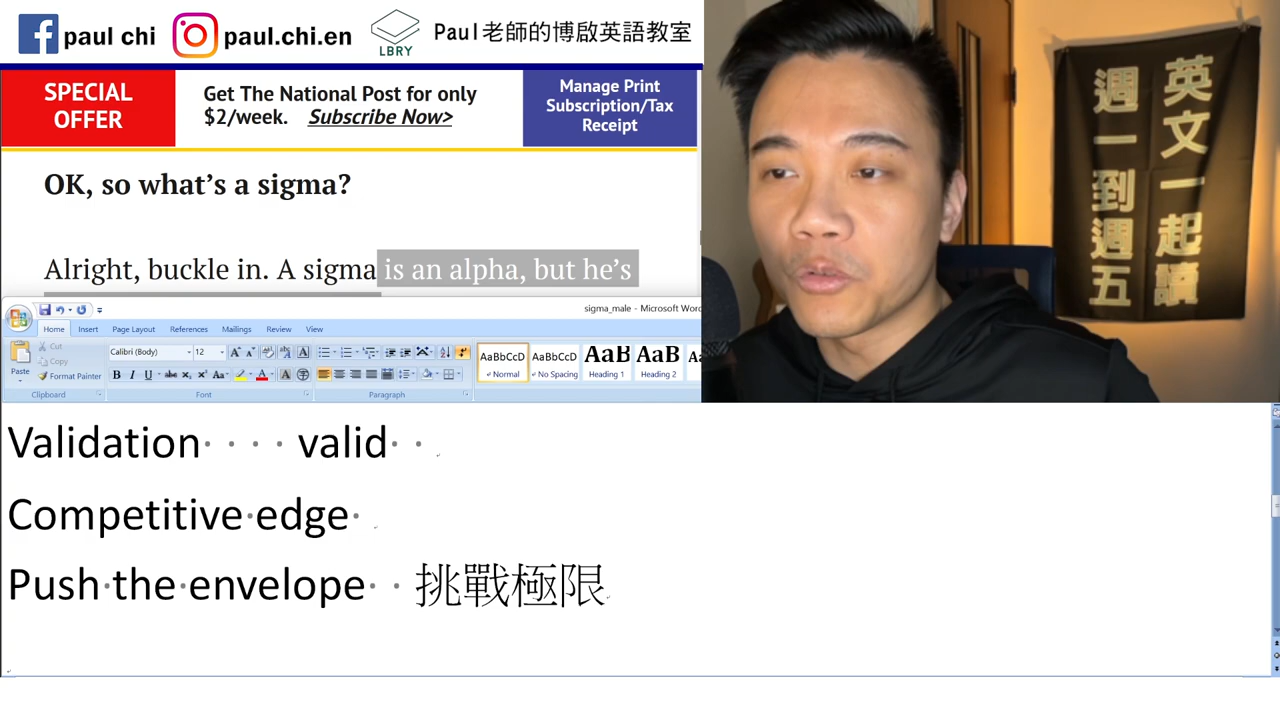 paul chi
paul.chi.en
LBRY
Paul老師的博啟英語教室
SPECIAL
OFFER
Get The National Post for only
$2/week. Subscribe Now>
Manage Print
Subscription/Tax
Receipt
OK, so what's a sigma?
Alright, buckle in. A sigma is an alpha, but he's
sigma_male - Microsoft Word
Home Insert Page Layout References Mailings Review View
Paste
Cut
Copy
Format Painter
Clipboard
Calibri (Body) 12
Font
Paragraph
AaBbCcD
Normal
AaBbCcD
No Spacing
AaB
Heading 1
AaB
Heading 2
Validation valid
Competitive edge
Push the envelope 挑戰極限
英文一起讀
週一到週五